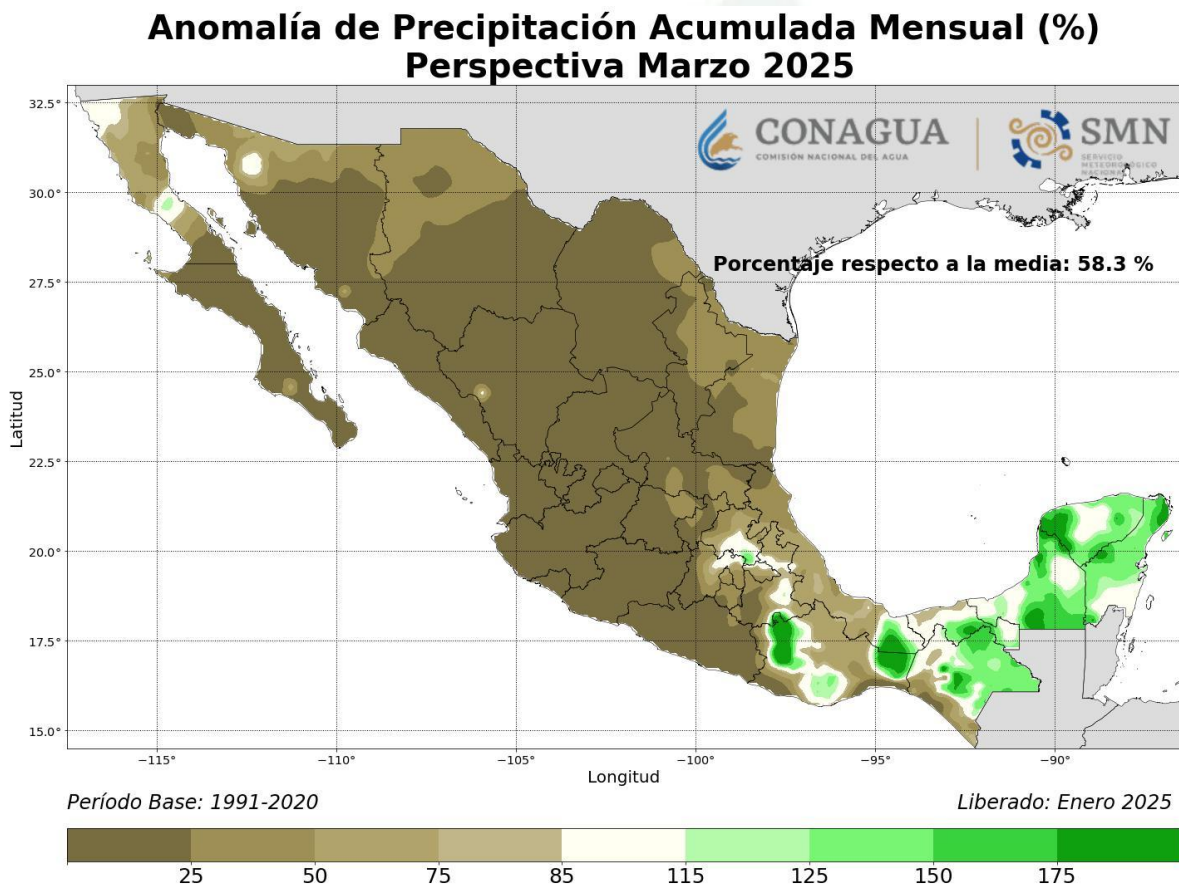 Anomalía de Precipitación Acumulada Mensual (%)
Perspectiva Marzo 2025
CONAGUA
COMISIÓN NACIONAL DEL AGUA
SMN
SERVICIO
METEOROLÓGICO
NACIONAL
Porcentaje respecto a la media: 58.3 %
32.5°
30.0°
27.5°
25.0°
22.5°
20.0°
17.5°
15.0°
Latitud
−115°
−110°
−105°
−100°
−95°
−90°
Longitud
Período Base: 1991-2020
Liberado: Enero 2025
25
50
75
85
115
125
150
175